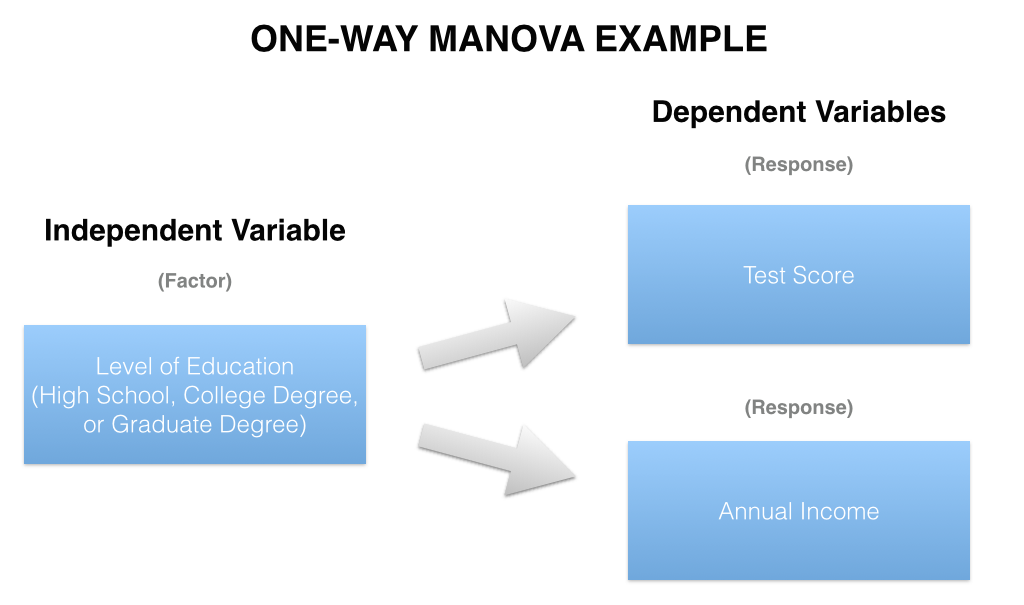 ONE-WAY MANOVA EXAMPLE
Dependent Variables
(Response)
Test Score
Independent Variable
(Factor)
Level of Education
(High School, College Degree,
or Graduate Degree)
(Response)
Annual Income